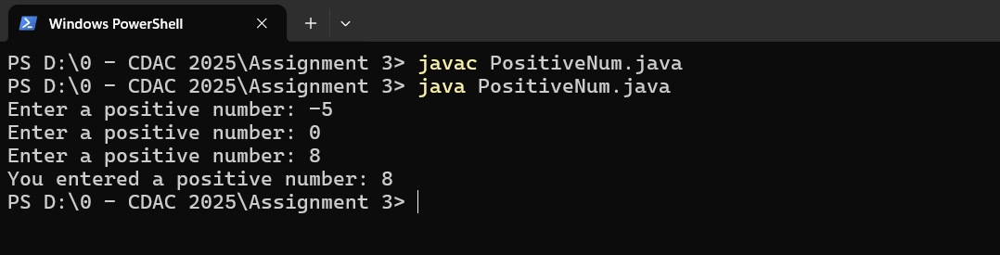 Windows PowerShell
PS D:\0 - CDAC 2025\Assignment 3> javac PositiveNum.java
PS D:\0 - CDAC 2025\Assignment 3> java PositiveNum.java
Enter a positive number: -5
Enter a positive number: 0
Enter a positive number: 8
You entered a positive number: 8
PS D:\0 - CDAC 2025\Assignment 3>